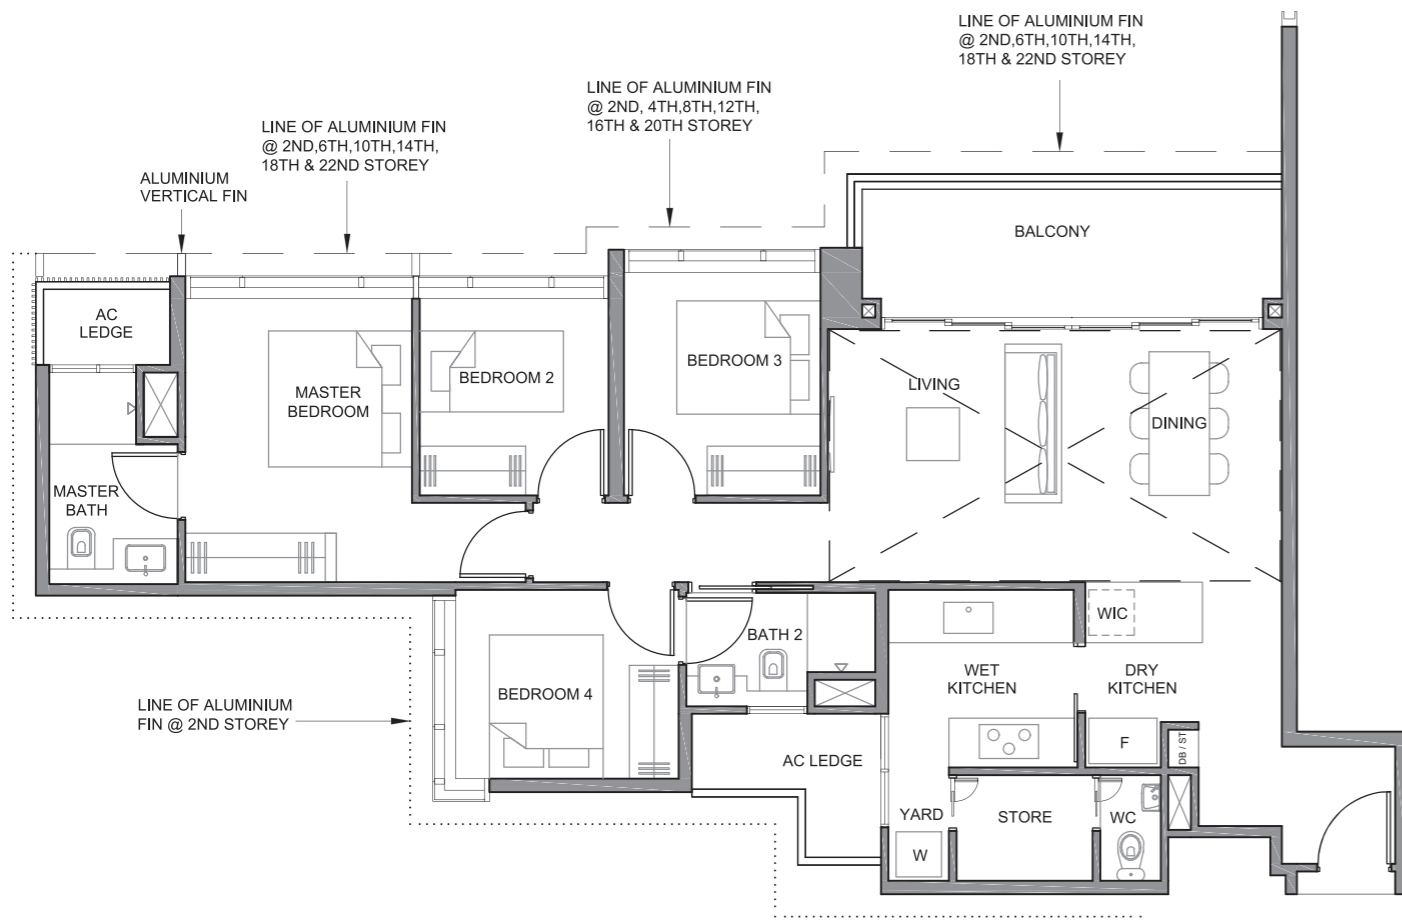 LINE OF ALUMINIUM FIN
@ 2ND,6TH,10TH,14TH,
18TH & 22ND STOREY
LINE OF ALUMINIUM FIN
@ 2ND, 4TH,8TH,12TH,
16TH & 20TH STOREY
LINE OF ALUMINIUM FIN
@ 2ND,6TH,10TH,14TH,
18TH & 22ND STOREY
ALUMINIUM
VERTICAL FIN
BALCONY
AC
LEDGE
MASTER
BEDROOM
BEDROOM 2
BEDROOM 3
LIVING
DINING
MASTER
BATH
BATH 2
WIC
WET
KITCHEN
DRY
KITCHEN
BEDROOM 4
LINE OF ALUMINIUM
FIN @ 2ND STOREY
F
DB / ST
AC LEDGE
YARD
STORE
WC
W